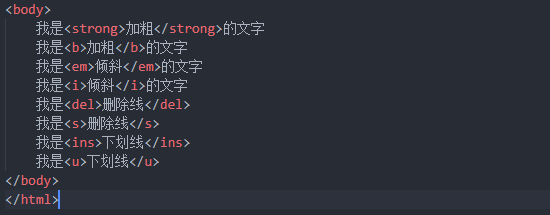 <body>
我是<strong>加粗</strong>的文字
我是<b>加粗</b>的文字
我是<em>倾斜</em>的文字
我是<i>倾斜</i>的文字
我是<del>删除线</del>
我是<s>删除线</s>
我是<ins>下划线</ins>
我是<u>下划线</u>
</body>
</html>